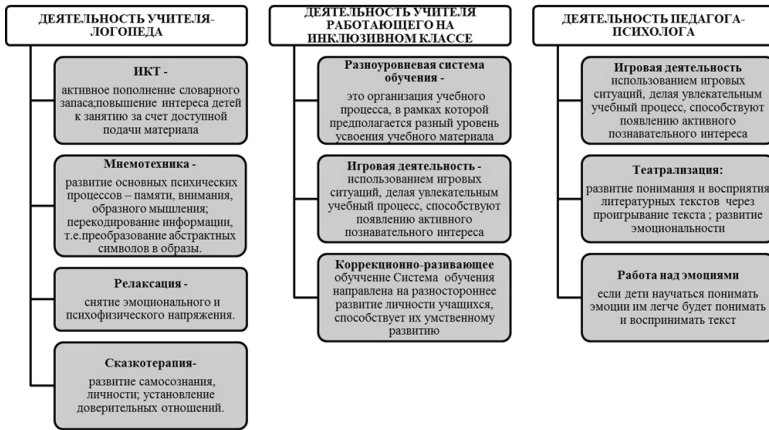 ДЕЯТЕЛЬНОСТЬ УЧИТЕЛЯ-
ЛОГОПЕДА
ИКТ -
активное пополнение словарного
запаса;повышение интереса детей
к занятию за счет доступной
подачи материала
Мнемотехника -
развитие основных психических
процессов – памяти, внимания,
образного мышления;
перекодирование информации,
т.е.преобразование абстрактных
символов в образы.
Релаксация -
снятие эмоционального и
психофизического напряжения.
Сказкотерапия-
развитие самосознания,
личности; установление
доверительных отношений.
ДЕЯТЕЛЬНОСТЬ УЧИТЕЛЯ
РАБОТАЮЩЕГО НА
ИНКЛЮЗИВНОМ КЛАССЕ
Разноуровневая система
обучения -
это организация учебного
процесса, в рамках которой
предполагается разный уровень
усвоения учебного материала
Игровая деятельность -
использованием игровых
ситуаций, делая увлекательным
учебный процесс, способствуют
появлению активного
познавательного интереса
Коррекционно-разивающее
обуччение Система обучения
направлена на разностороннее
развитие личности учащихся,
способствует их умственному
развитию
ДЕЯТЕЛЬНОСТЬ ПЕДАГОГА-
ПСИХОЛОГА
Игровая деятельность
использованием игровых
ситуаций, делая увлекательным
учебный процесс, способствуют
появлению активного
познавательного интереса
Театрализация:
развитие понимания и восприятия
литературных текстов через
проигрывание текста ; развитие
эмоциональности
Работа над эмоциями
если дети научаться понимать
эмоции им легче будет понимать
и воспринимать текст